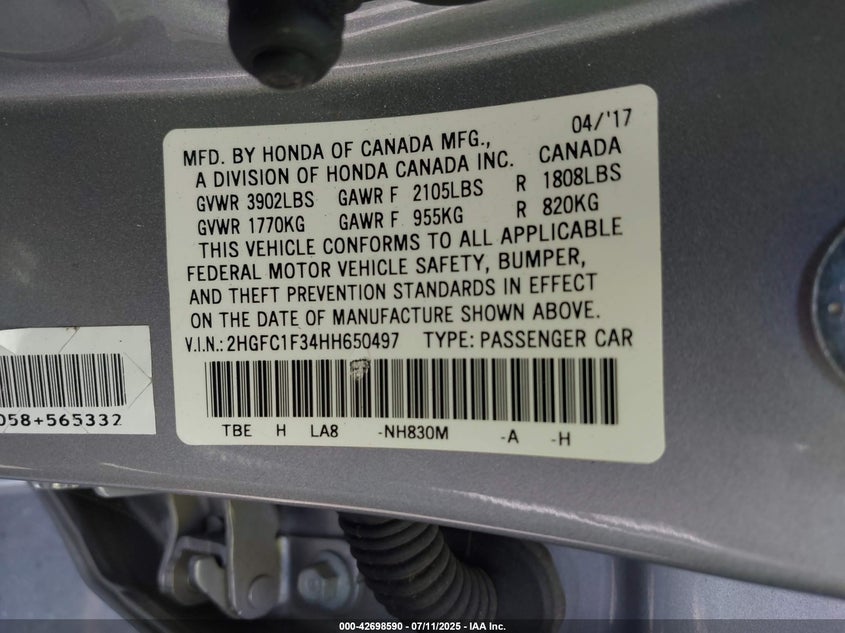 04/'17
MFD. BY HONDA OF CANADA MFG.,
A DIVISION OF HONDA CANADA INC. CANADA
GVWR 3902LBS GAWR F 2105LBS R 1808LBS
GVWR 1770KG GAWR F 955KG R 820KG
THIS VEHICLE CONFORMS TO ALL APPLICABLE
FEDERAL MOTOR VEHICLE SAFETY, BUMPER,
AND THEFT PREVENTION STANDARDS IN EFFECT
ON THE DATE OF MANUFACTURE SHOWN ABOVE.
V.I.N.: 2HGFC1F34HH650497 TYPE: PASSENGER CAR
TBE H LA8 -NH830M -A -H
058+565332
000-42698590 - 07/11/2025 - IAA Inc.